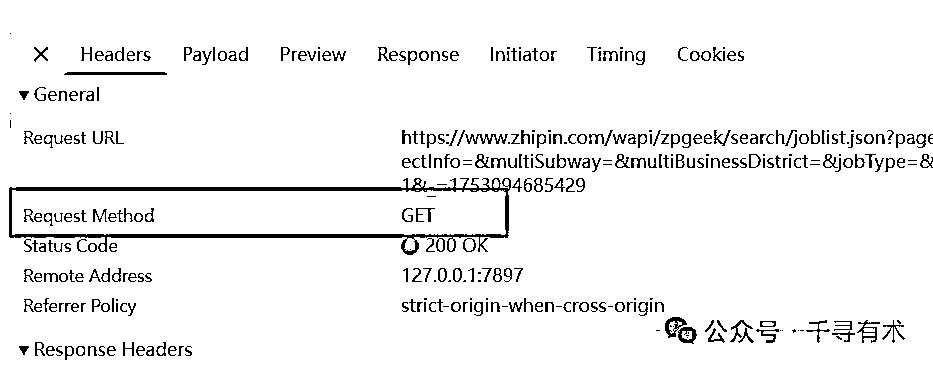 Headers Payload Preview Response Initiator Timing Cookies
General
Request URL https://www.zhipin.com/wapi/zpgeek/search/joblist.json?page
ectInfo=&multiSubway=&multiBusinessDistrict=&jobType=&
1&_=1753094685429
Request Method GET
Status Code 200 OK
Remote Address 127.0.0.1:7897
Referrer Policy strict-origin-when-cross-origin
公众号·千寻有术
Response Headers